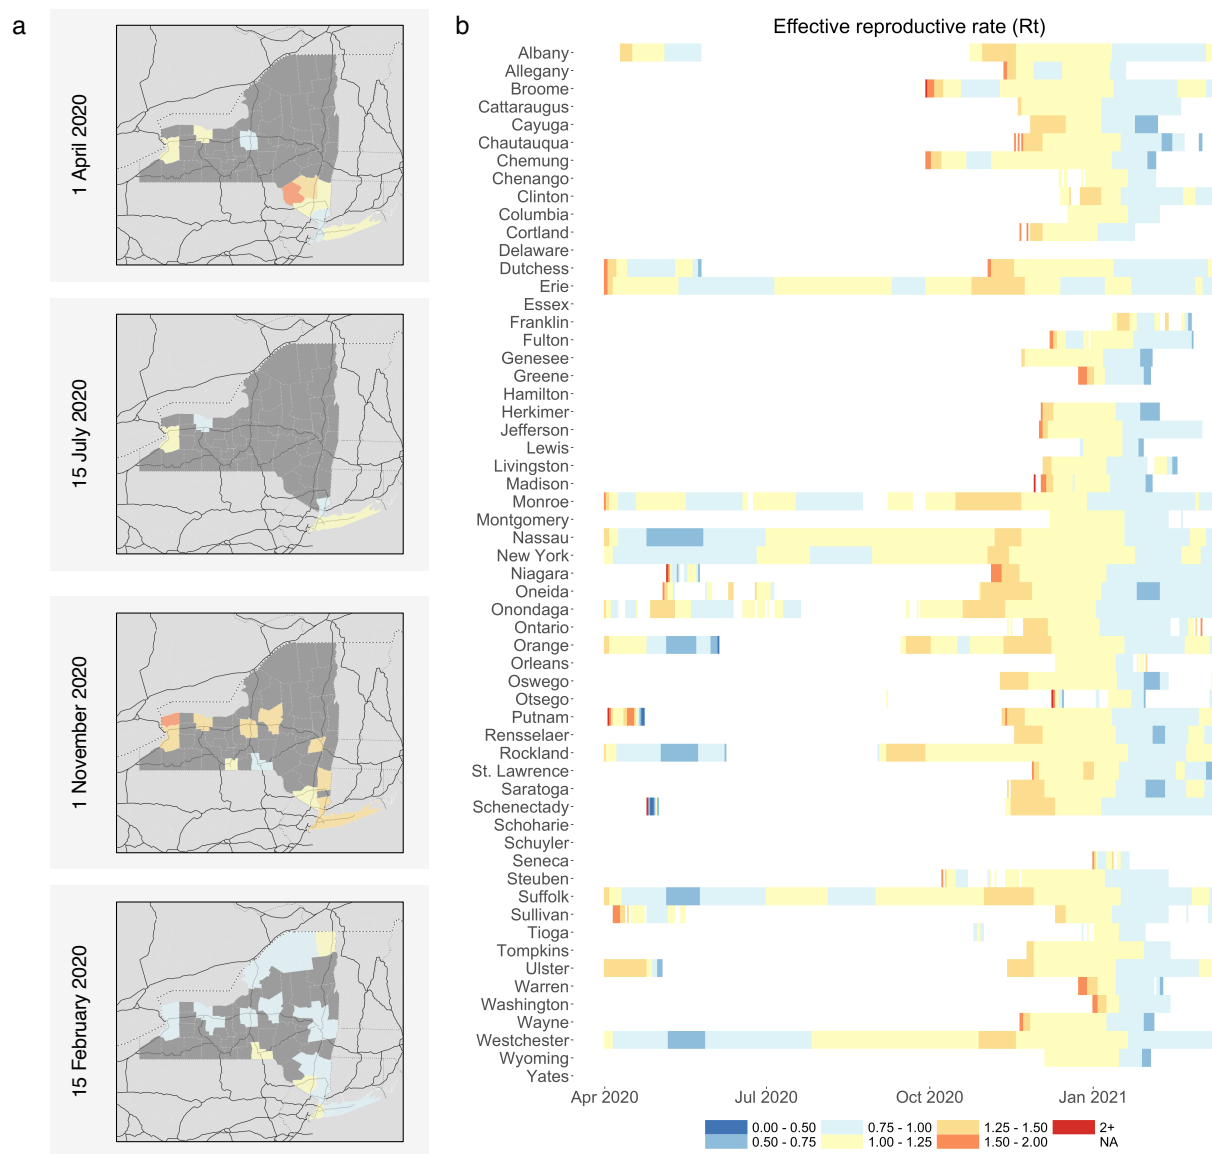 a
1 April 2020
15 July 2020
1 November 2020
15 February 2020
b
Effective reproductive rate (Rt)
Albany
Allegany
Broome
Cattaraugus
Cayuga
Chautauqua
Chemung
Chenango
Clinton
Columbia
Cortland
Delaware
Dutchess
Erie
Essex
Franklin
Fulton
Genesee
Greene
Hamilton
Herkimer
Jefferson
Lewis
Livingston
Madison
Monroe
Montgomery
Nassau
New York
Niagara
Oneida
Onondaga
Ontario
Orange
Orleans
Oswego
Otsego
Putnam
Rensselaer
Rockland
St. Lawrence
Saratoga
Schenectady
Schoharie
Schuyler
Seneca
Steuben
Suffolk
Sullivan
Tioga
Tompkins
Ulster
Warren
Washington
Wayne
Westchester
Wyoming
Yates
Apr 2020 Jul 2020 Oct 2020 Jan 2021
0.00 - 0.50 0.75 - 1.00 1.25 - 1.50 2+
0.50 - 0.75 1.00 - 1.25 1.50 - 2.00 NA